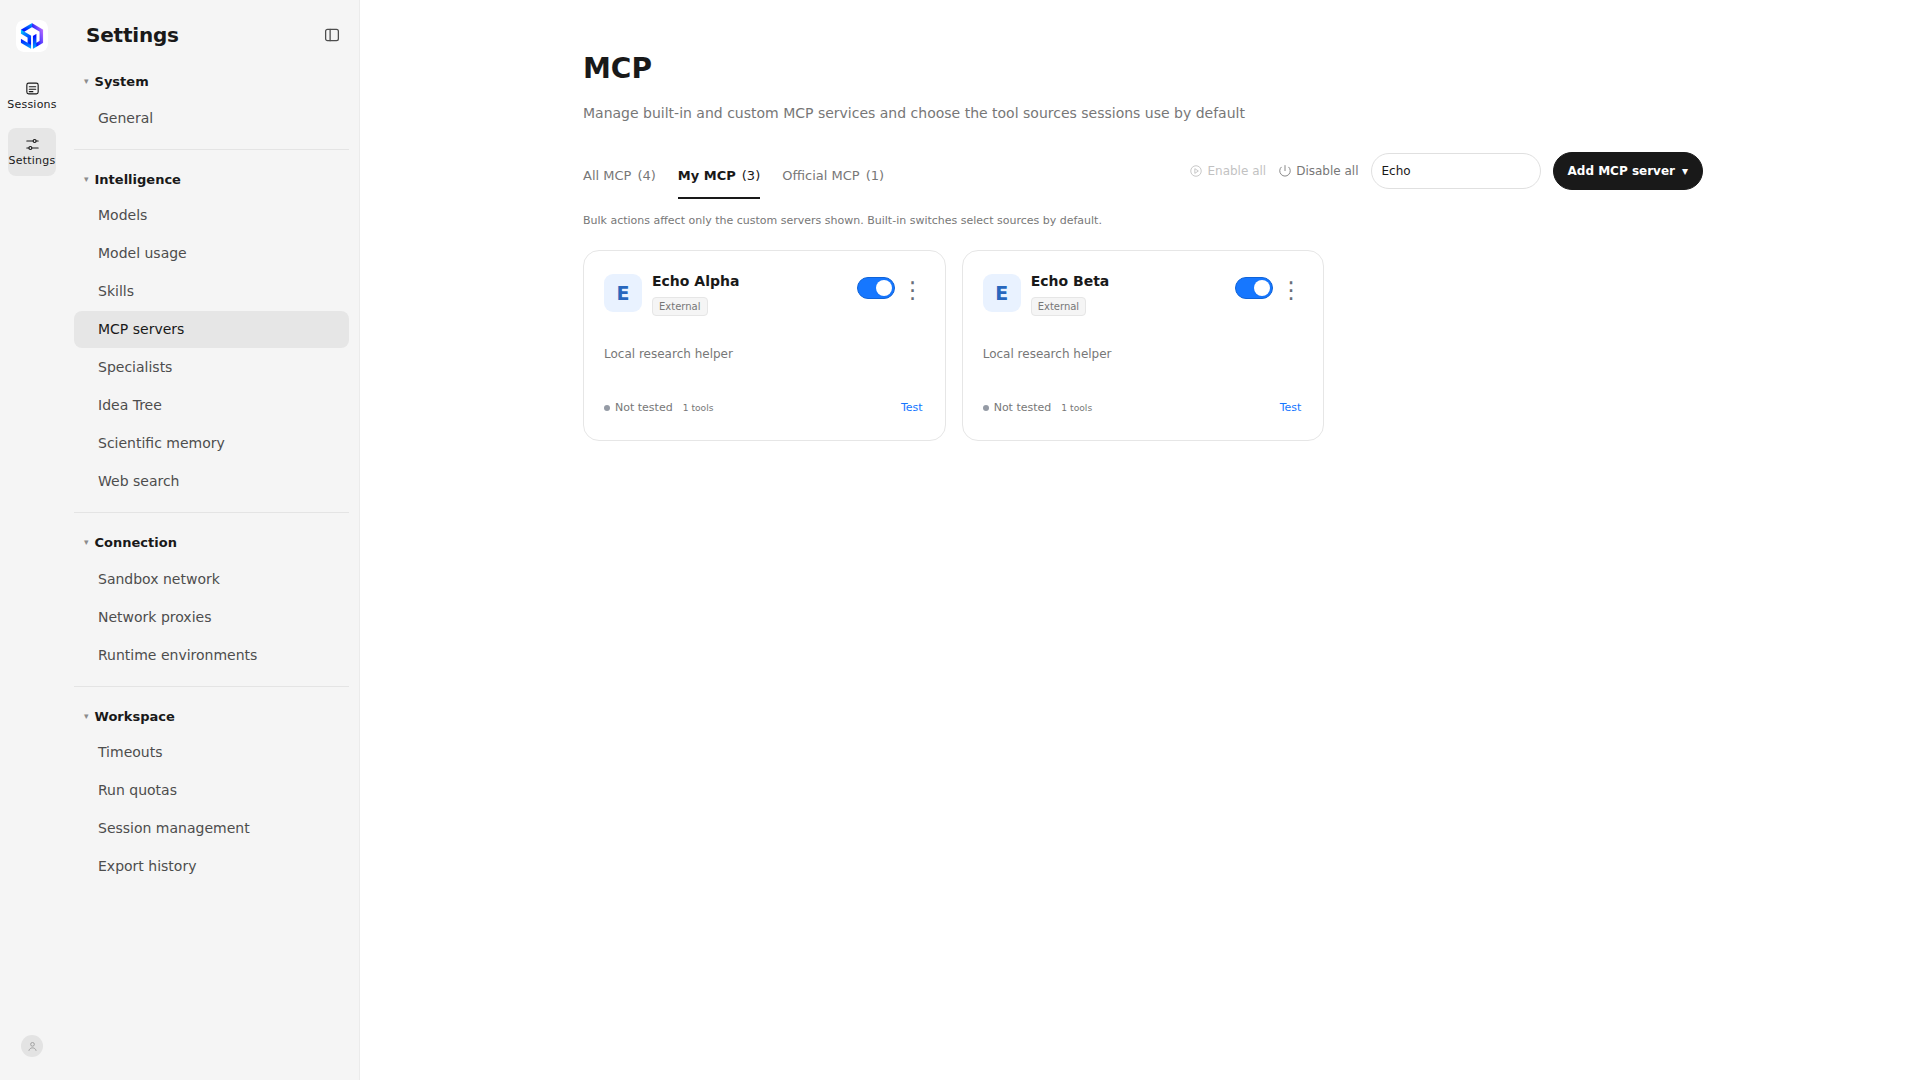 Settings
Sessions
Settings
System
General
Intelligence
Models
Model usage
Skills
MCP servers
Specialists
Idea Tree
Scientific memory
Web search
Connection
Sandbox network
Network proxies
Runtime environments
Workspace
Timeouts
Run quotas
Session management
Export history
MCP
Manage built-in and custom MCP services and choose the tool sources sessions use by default
All MCP (4) My MCP (3) Official MCP (1)
Enable all Disable all Echo Add MCP server ▾
Bulk actions affect only the custom servers shown. Built-in switches select sources by default.
E Echo Alpha
External
Local research helper
Not tested 1 tools Test
E Echo Beta
External
Local research helper
Not tested 1 tools Test